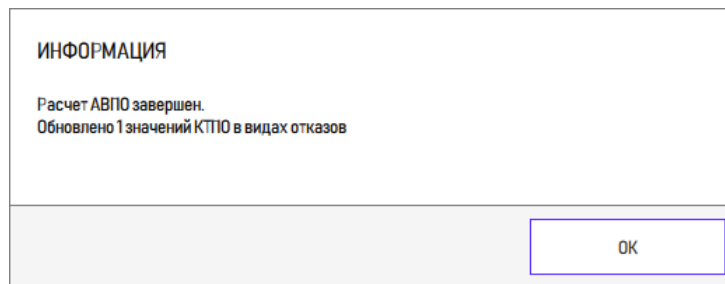 ИНФОРМАЦИЯ
Расчет АВПО завершен.
Обновлено 1 значений КТПО в видах отказов
ОК